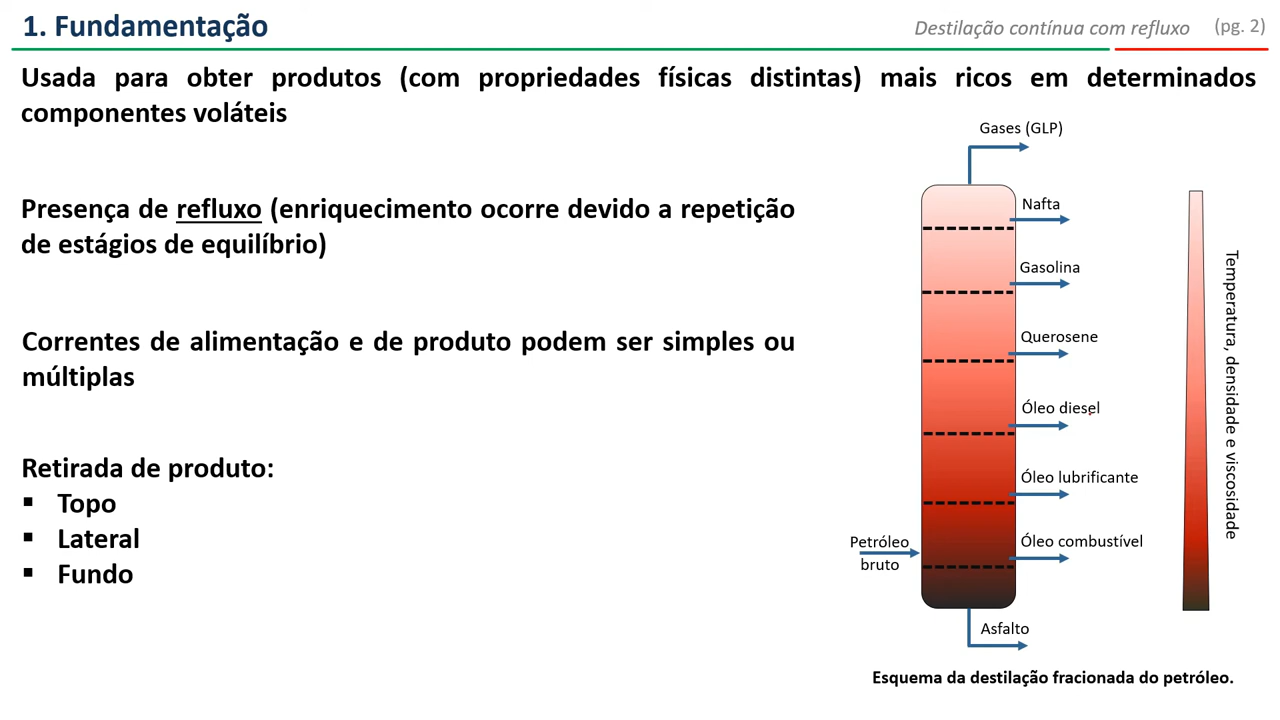 1. Fundamentação
Destilação contínua com refluxo (pg. 2)
Usada para obter produtos (com propriedades físicas distintas) mais ricos em determinados
componentes voláteis
Presença de refluxo (enriquecimento ocorre devido a repetição
de estágios de equilíbrio)
Correntes de alimentação e de produto podem ser simples ou
múltiplas
Retirada de produto:
▪ Topo
▪ Lateral
▪ Fundo
Gases (GLP)
Nafta
Gasolina
Querosene
Óleo diesel
Óleo lubrificante
Óleo combustível
Petróleo
bruto
Asfalto
Temperatura, densidade e viscosidade
Esquema da destilação fracionada do petróleo.